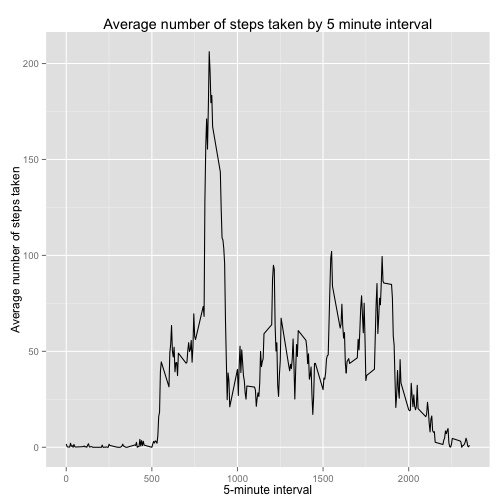 Average number of steps taken by 5 minute interval
Average number of steps taken
200
150
100
50
0
0 500 1000 1500 2000
5-minute interval